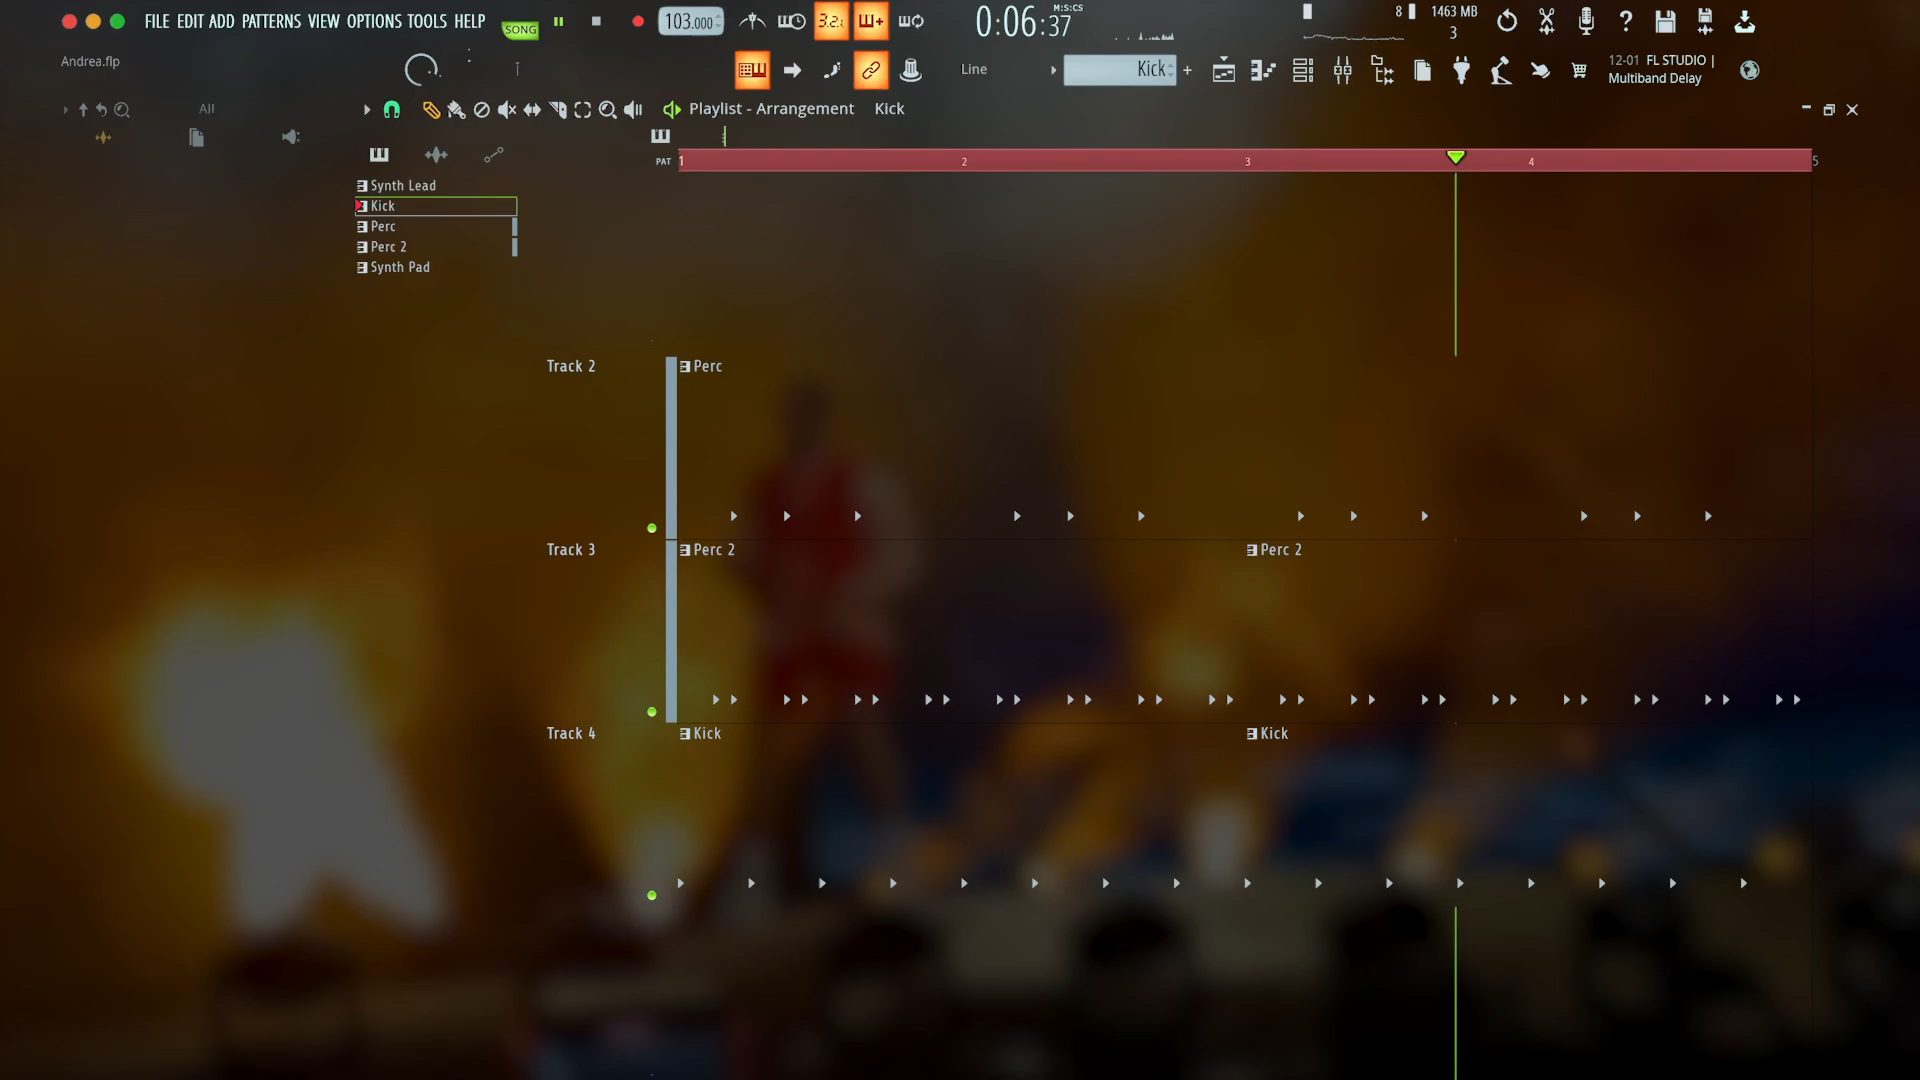 FILE EDIT ADD PATTERNS VIEW OPTIONS TOOLS HELP
SONG
103.000
3.2.
0:06:37
M:S:CS
8
1463 MB
3
Andrea.flp
Line
Kick
12-01 FL STUDIO |
Multiband Delay
All
Playlist - Arrangement Kick
PAT 1 2 3 4 5
Synth Lead
Kick
Perc
Perc 2
Synth Pad
Track 2
Perc
Track 3
Perc 2
Perc 2
Track 4
Kick
Kick